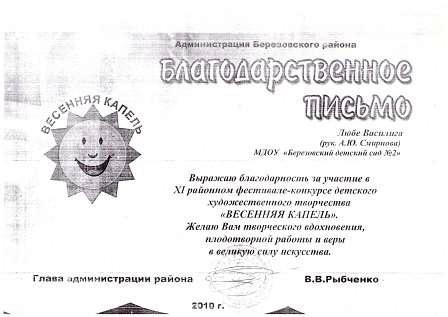 Администрация Березовского района
Благодарственное
письмо
ВЕСЕННЯЯ КАПЕЛЬ
Любе Василига
(рук. А.Ю. Смирнова)
МДОУ «Березовский детский сад №2»
Выражаю благодарность за участие в
XI районном фестивале-конкурсе детского
художественного творчества
«ВЕСЕННЯЯ КАПЕЛЬ».
Желаю Вам творческого вдохновения,
плодотворной работы и веры
в великую силу искусства.
Глава администрации района В.В.Рыбченко
2010 г.